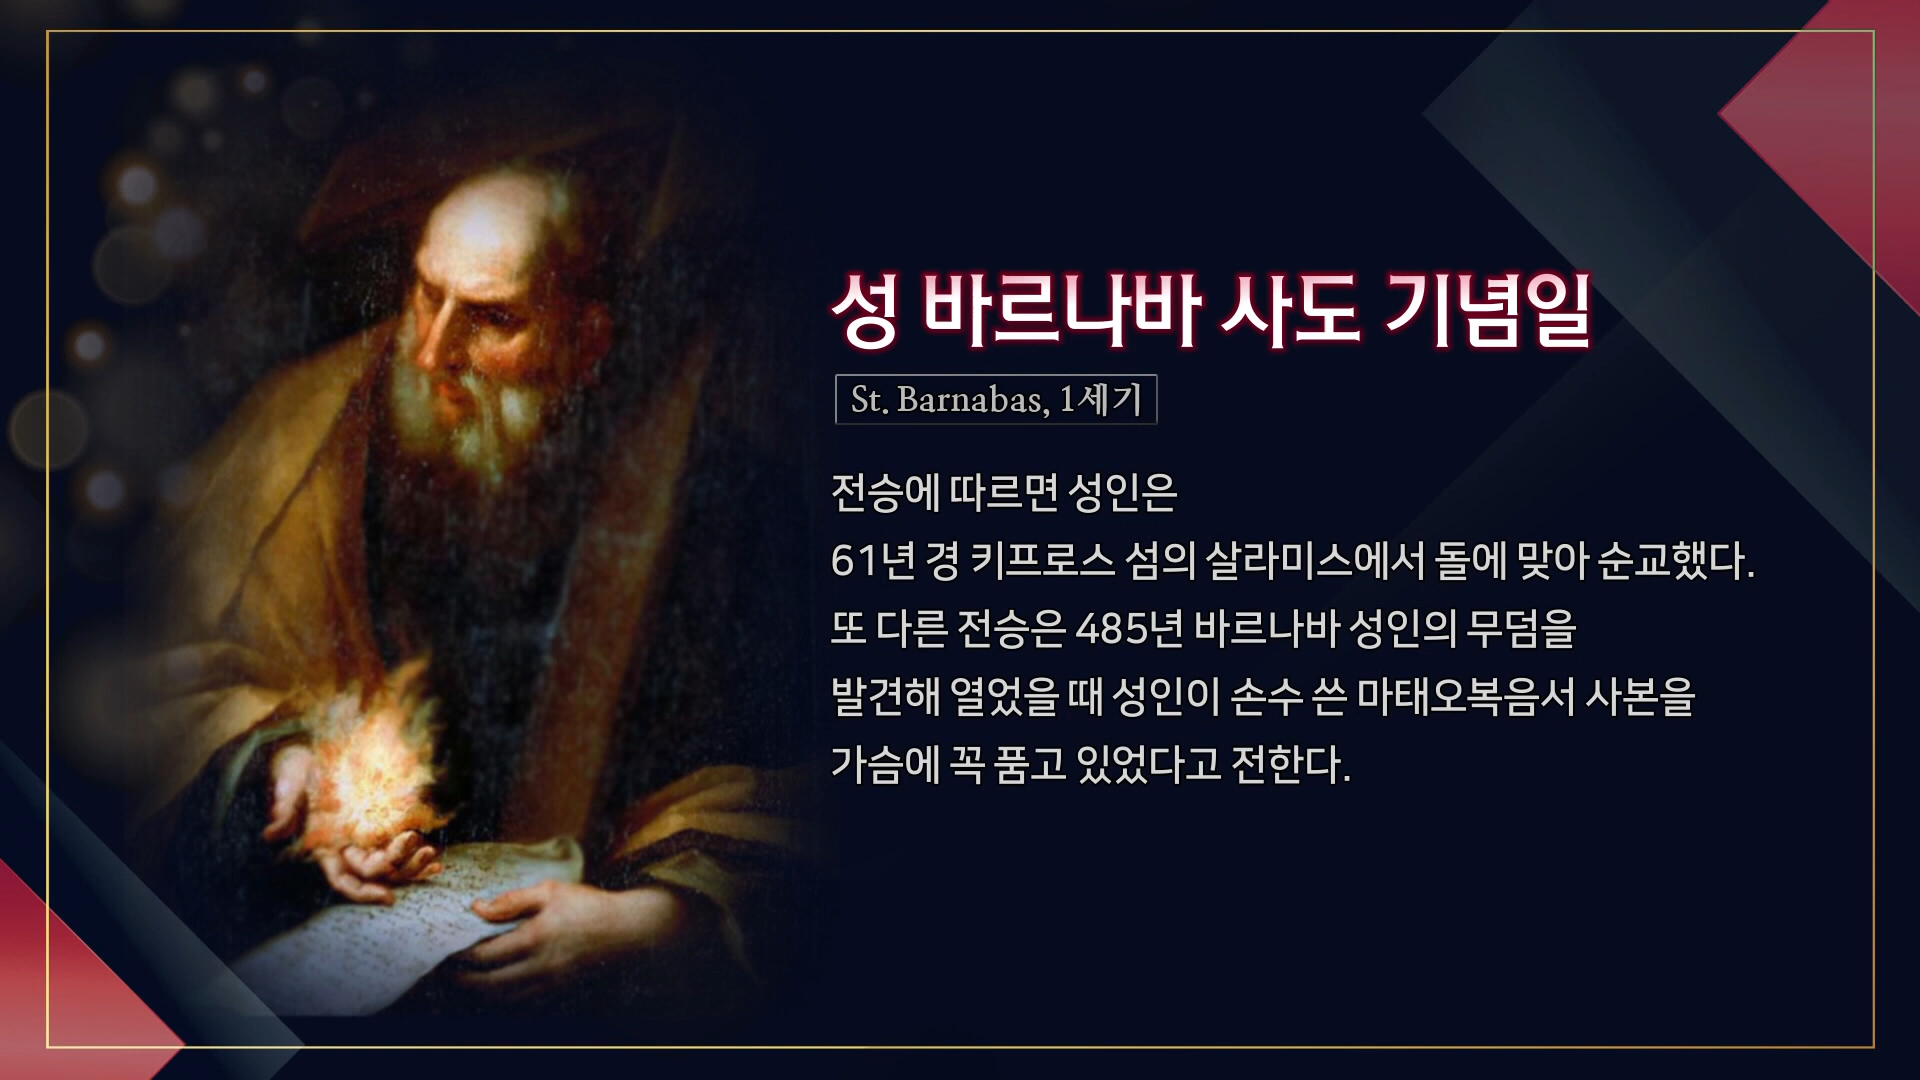 성 바르나바 사도 기념일
St. Barnabas, 1세기
전승에 따르면 성인은
61년 경 키프로스 섬의 살라미스에서 돌에 맞아 순교했다.
또 다른 전승은 485년 바르나바 성인의 무덤을
발견해 열었을 때 성인이 손수 쓴 마태오복음서 사본을
가슴에 꼭 품고 있었다고 전한다.